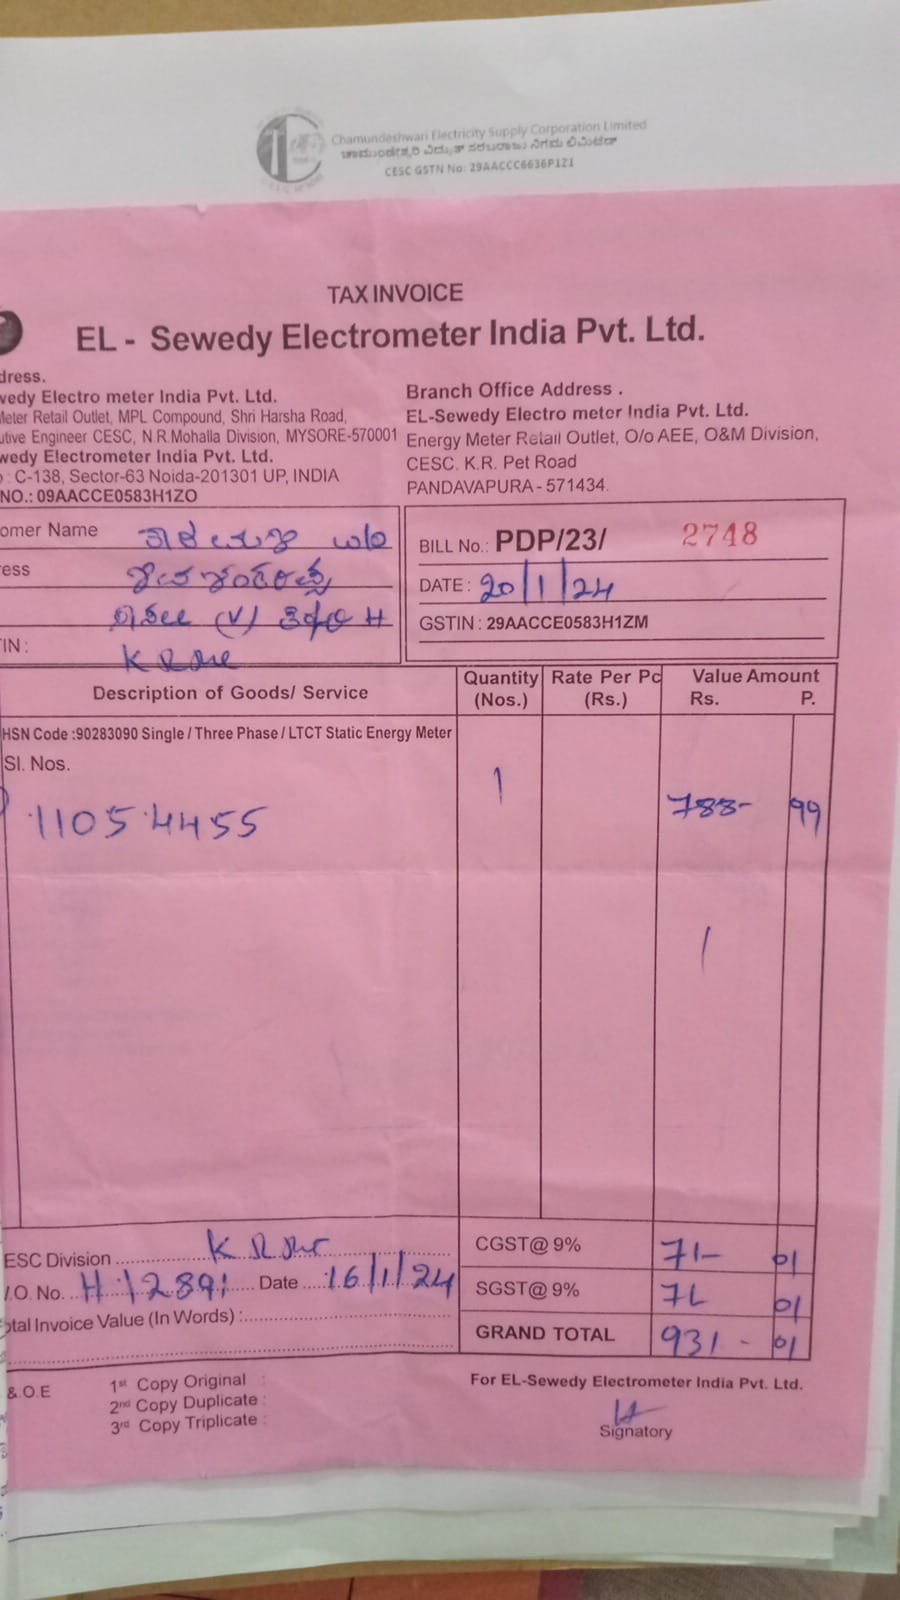 Chamundeshwari Electricity Supply Corporation Limited
ಚಾಮುಂಡೇಶ್ವರಿ ವಿದ್ಯುತ್ ಸರಬರಾಜು ನಿಗಮ ನಿಯಮಿತ
CESC GSTN No: 29AACCC6636P1Z1
TAX INVOICE
EL - Sewedy Electrometer India Pvt. Ltd.
dress.
wedy Electro meter India Pvt. Ltd.
Meter Retail Outlet, MPL Compound, Shri Harsha Road,
utive Engineer CESC, N.R.Mohalla Division, MYSORE-570001
wedy Electrometer India Pvt. Ltd.
: C-138, Sector-63 Noida-201301 UP, INDIA
NO.: 09AACCE0583H1ZO
Branch Office Address .
EL-Sewedy Electro meter India Pvt. Ltd.
Energy Meter Retail Outlet, O/o AEE, O&M Division,
CESC. K.R. Pet Road
PANDAVAPURA - 571434.
omer Name
ess
(V)
IN :
BILL No.: PDP/23/ 2748
DATE : 20/1/24
GSTIN : 29AACCE0583H1ZM
Description of Goods/ Service
Quantity (Nos.)
Rate Per Pc (Rs.)
Value Amount
Rs. P.
HSN Code :90283090 Single / Three Phase / LTCT Static Energy Meter
Sl. Nos.
11054455 1 788- 99
ESC Division
.O. No. H 12891 Date 16/1/24
otal Invoice Value (In Words) :
CGST@ 9% 71- 01
SGST@ 9% 71 01
GRAND TOTAL 931 - 01
& O.E
1st Copy Original :
2nd Copy Duplicate :
3rd Copy Triplicate :
For EL-Sewedy Electrometer India Pvt. Ltd.
Signatory